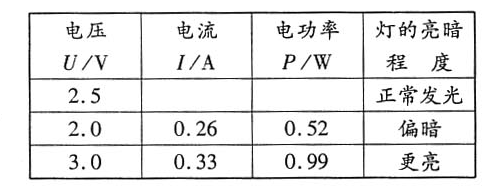 电压 电流 电功率 灯的亮暗
U/V I/A P/W 程 度
2.5 正常发光
2.0 0.26 0.52 偏暗
3.0 0.33 0.99 更亮